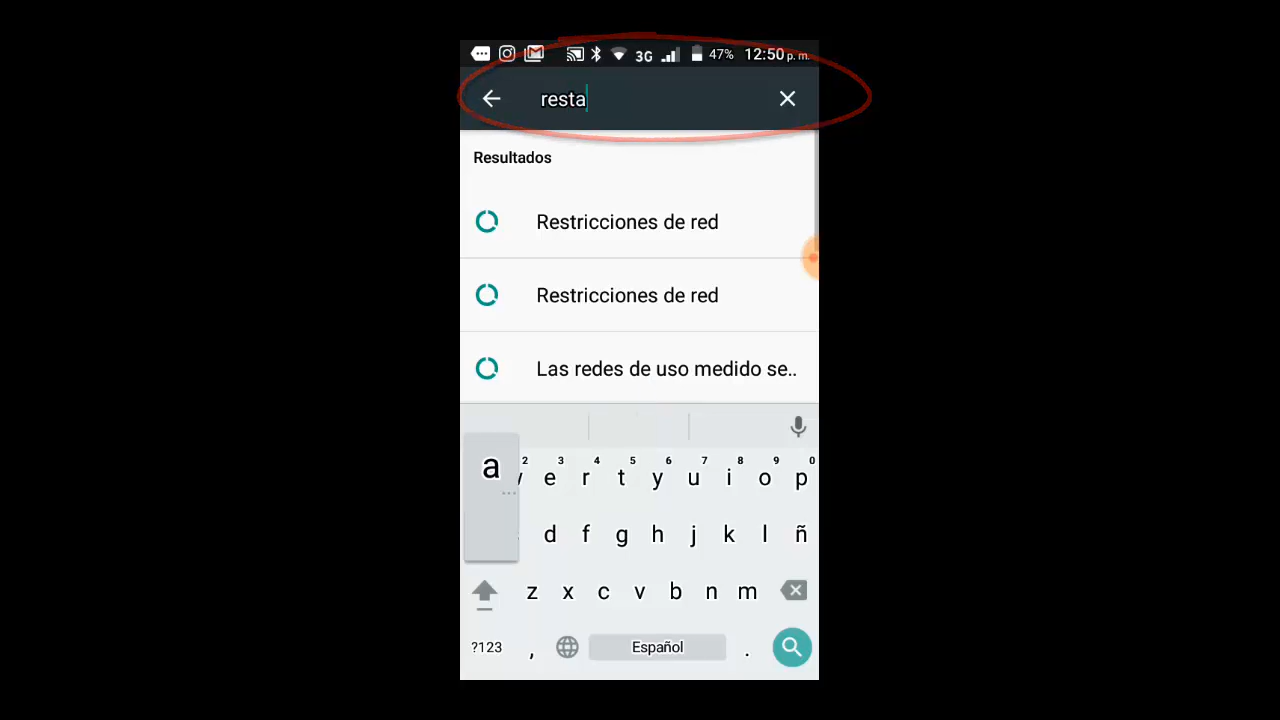 3G 47% 12:50 p. m.
resta
Resultados
Restricciones de red
Restricciones de red
Las redes de uso medido se..
a 2 e 3 r 4 t 5 y 6 u 7 i 8 o 9 p 0
d f g h j k l ñ
z x c v b n m
?123 , Español .